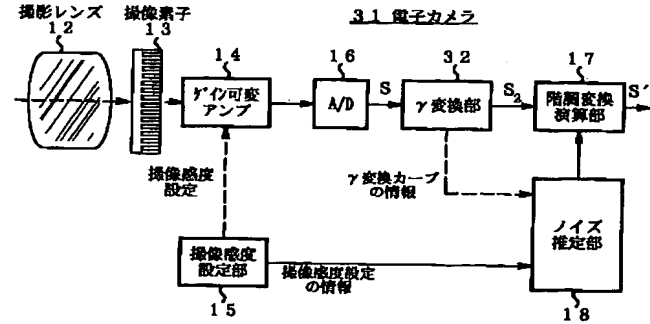 撮影レンズ
12
撮像素子
13
31 電子カメラ
14
ゲイン可変
アンプ
16
A/D
S
32
γ変換部
S2
17
階調変換
演算部
S'
撮像感度
設定
γ変換カーブ
の情報
撮像感度
設定部
15
撮像感度設定
の情報
ノイズ
推定部
18